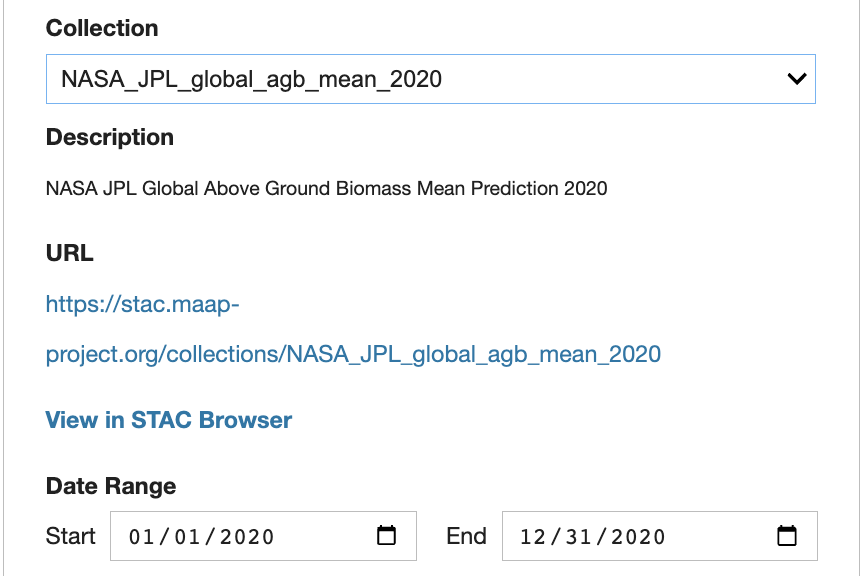 Collection
NASA_JPL_global_agb_mean_2020
Description
NASA JPL Global Above Ground Biomass Mean Prediction 2020
URL
https://stac.maap-
project.org/collections/NASA_JPL_global_agb_mean_2020
View in STAC Browser
Date Range
Start 01/01/2020 End 12/31/2020